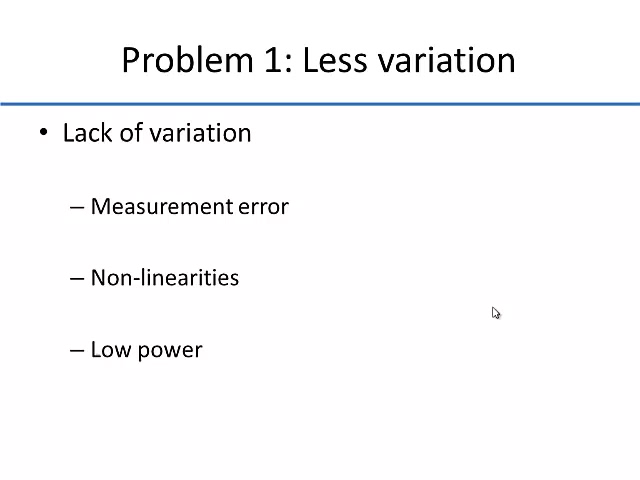 Problem 1: Less variation
• Lack of variation
– Measurement error
– Non-linearities
– Low power